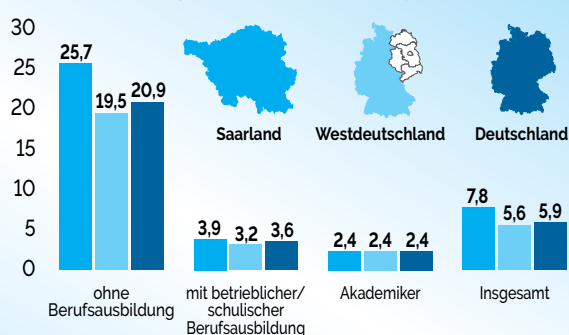 30
25
20
15
10
5
0
25,7
19,5
20,9
Saarland
Westdeutschland
Deutschland
3,9
3,2
3,6
2,4
2,4
2,4
7,8
5,6
5,9
ohne
Berufsausbildung
mit betrieblicher/
schulischer
Berufsausbildung
Akademiker
Insgesamt